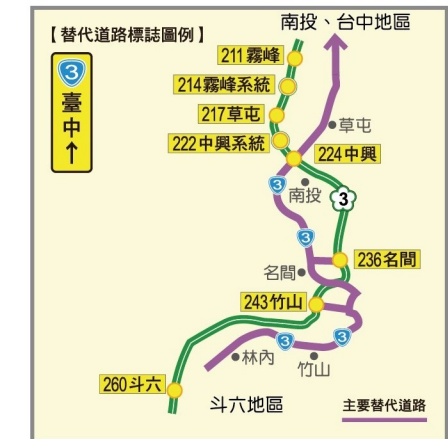 南投、台中地區
【替代道路標誌圖例】
3
臺中↑
211霧峰
214霧峰系統
217草屯
222中興系統
草屯
224中興
3
南投
3
3
236名間
名間
243竹山
3
3
林內
竹山
260斗六
斗六地區
主要替代道路